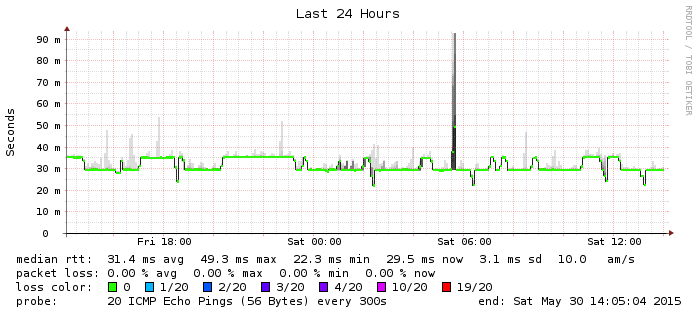 Last 24 Hours
RRDTOOL / TOBI OETIKER
Seconds
90 m
80 m
70 m
60 m
50 m
40 m
30 m
20 m
10 m
0
Fri 18:00 Sat 00:00 Sat 06:00 Sat 12:00
median rtt: 31.4 ms avg 49.3 ms max 22.3 ms min 29.5 ms now 3.1 ms sd 10.0 am/s
packet loss: 0.00 % avg 0.00 % max 0.00 % min 0.00 % now
loss color: 0 1/20 2/20 3/20 4/20 10/20 19/20
probe: 20 ICMP Echo Pings (56 Bytes) every 300s end: Sat May 30 14:05:04 2015